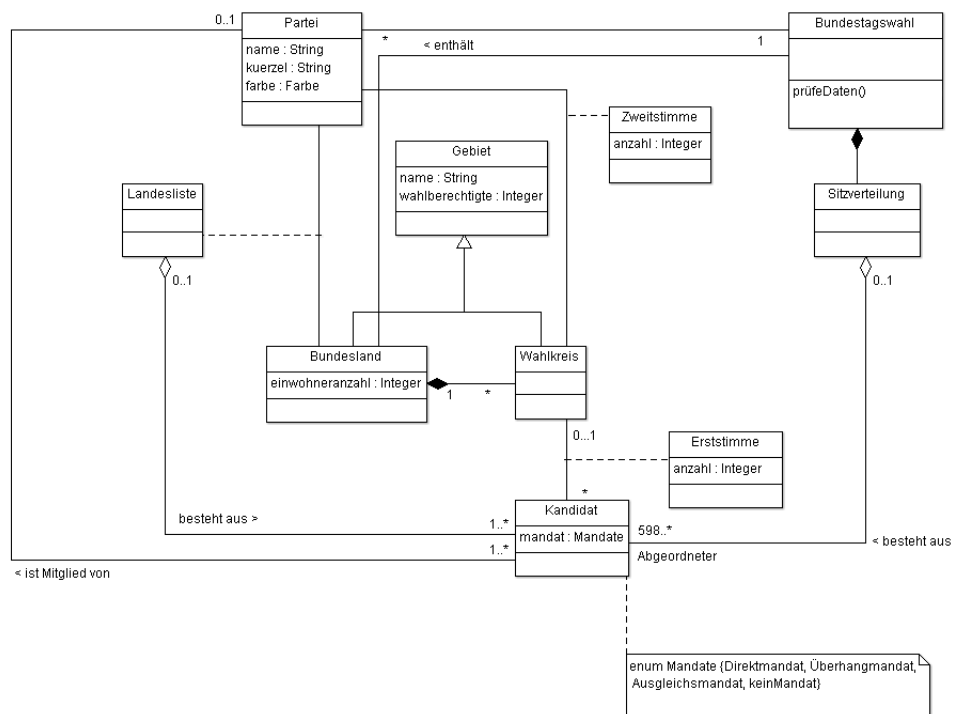 0..1
Partei
name : String
kuerzel : String
farbe : Farbe
*
< enthält
1
Bundestagswahl
prüfeDaten()
Zweitstimme
anzahl : Integer
Gebiet
name : String
wahlberechtigte : Integer
Landesliste
0..1
Sitzverteilung
0..1
Bundesland
einwohneranzahl : Integer
1
*
Wahlkreis
0...1
Erststimme
anzahl : Integer
*
Kandidat
mandat : Mandate
besteht aus >
1..*
1..*
598..*
Abgeordneter
< besteht aus
< ist Mitglied von
enum Mandate {Direktmandat, Überhangmandat,
Ausgleichsmandat, keinMandat}